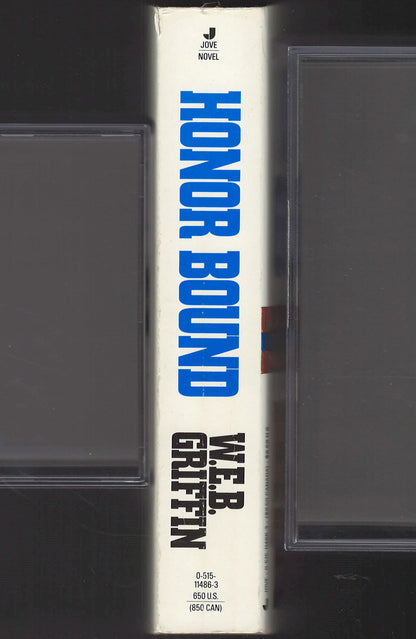 J
JOVE
NOVEL
HONOR BOUND
W.E.B.
GRIFFIN
0-515-
11486-3
650 U.S.
(850 CAN)